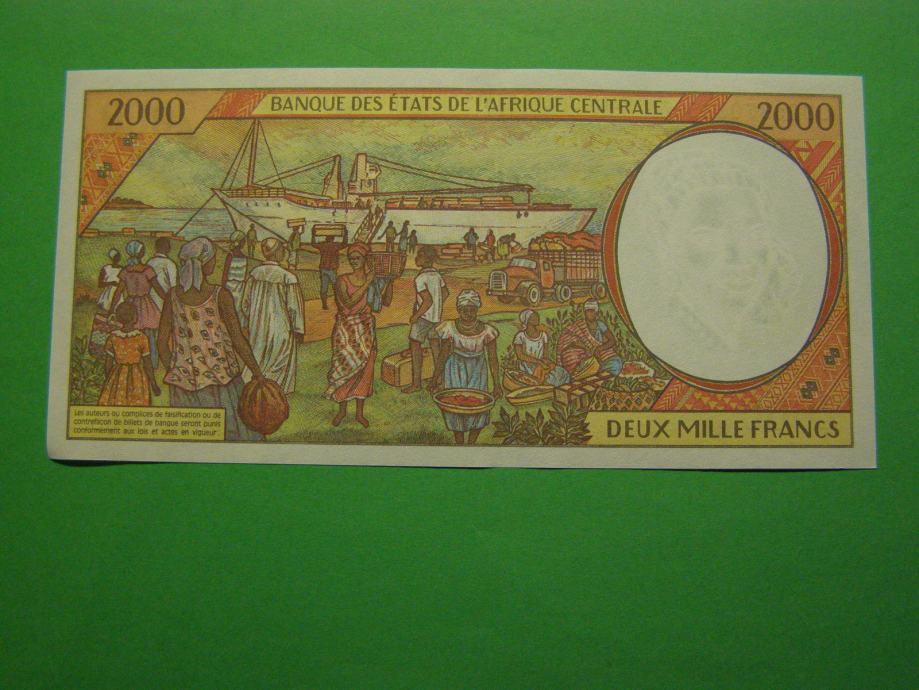 2000
BANQUE DES ÉTATS DE L'AFRIQUE CENTRALE
2000
Les auteurs ou complices de falsification ou de
contrefaçon de billets de banque seront punis
conformément aux lois et actes en vigueur.
DEUX MILLE FRANCS